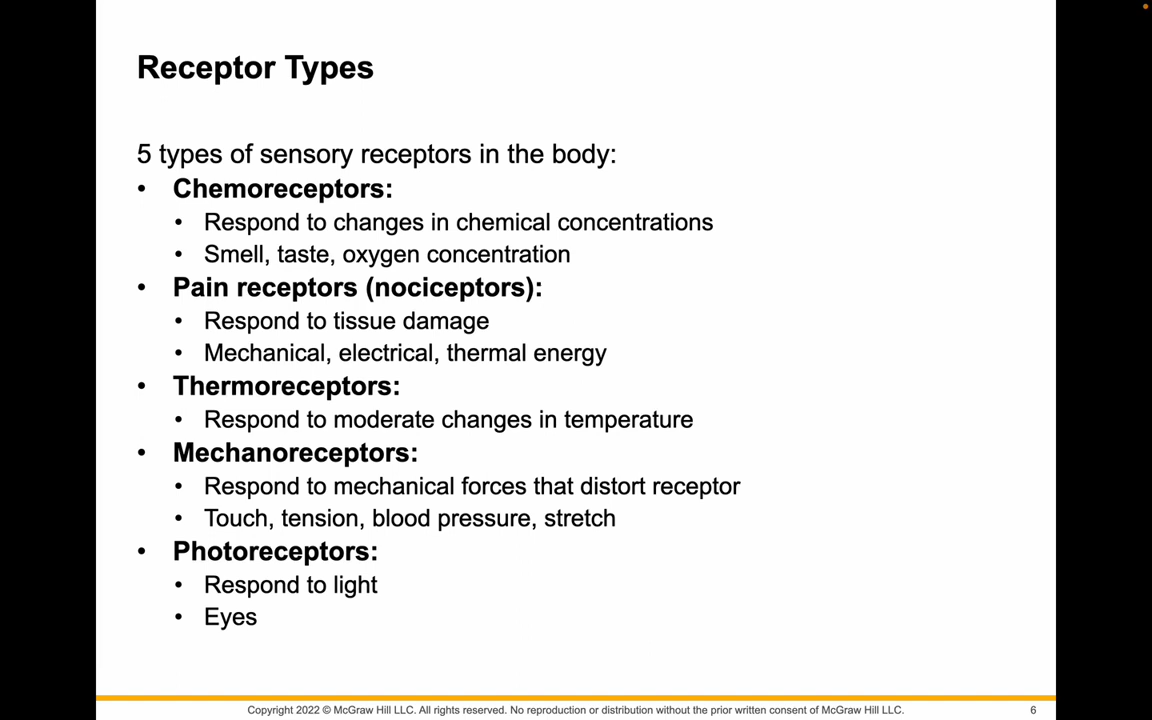 Receptor Types
5 types of sensory receptors in the body:
• Chemoreceptors:
• Respond to changes in chemical concentrations
• Smell, taste, oxygen concentration
• Pain receptors (nociceptors):
• Respond to tissue damage
• Mechanical, electrical, thermal energy
• Thermoreceptors:
• Respond to moderate changes in temperature
• Mechanoreceptors:
• Respond to mechanical forces that distort receptor
• Touch, tension, blood pressure, stretch
• Photoreceptors:
• Respond to light
• Eyes
Copyright 2022 © McGraw Hill LLC. All rights reserved. No reproduction or distribution without the prior written consent of McGraw Hill LLC. 6